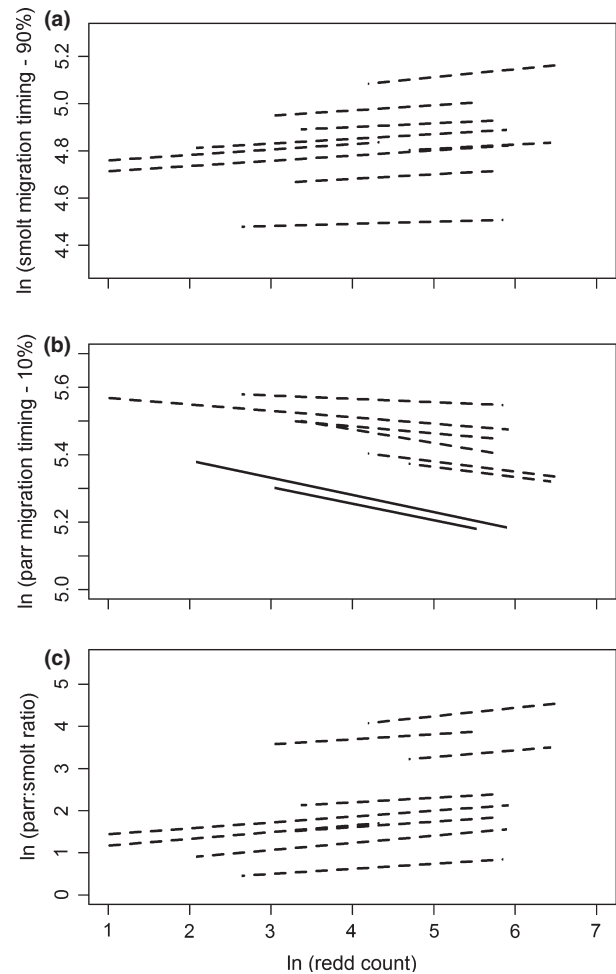 (a)
ln (smolt migration timing - 90%)
5.2
5.0
4.8
4.6
4.4
(b)
ln (parr migration timing - 10%)
5.6
5.4
5.2
5.0
(c)
ln (parr:smolt ratio)
5
4
3
2
1
0
1 2 3 4 5 6 7
ln (redd count)